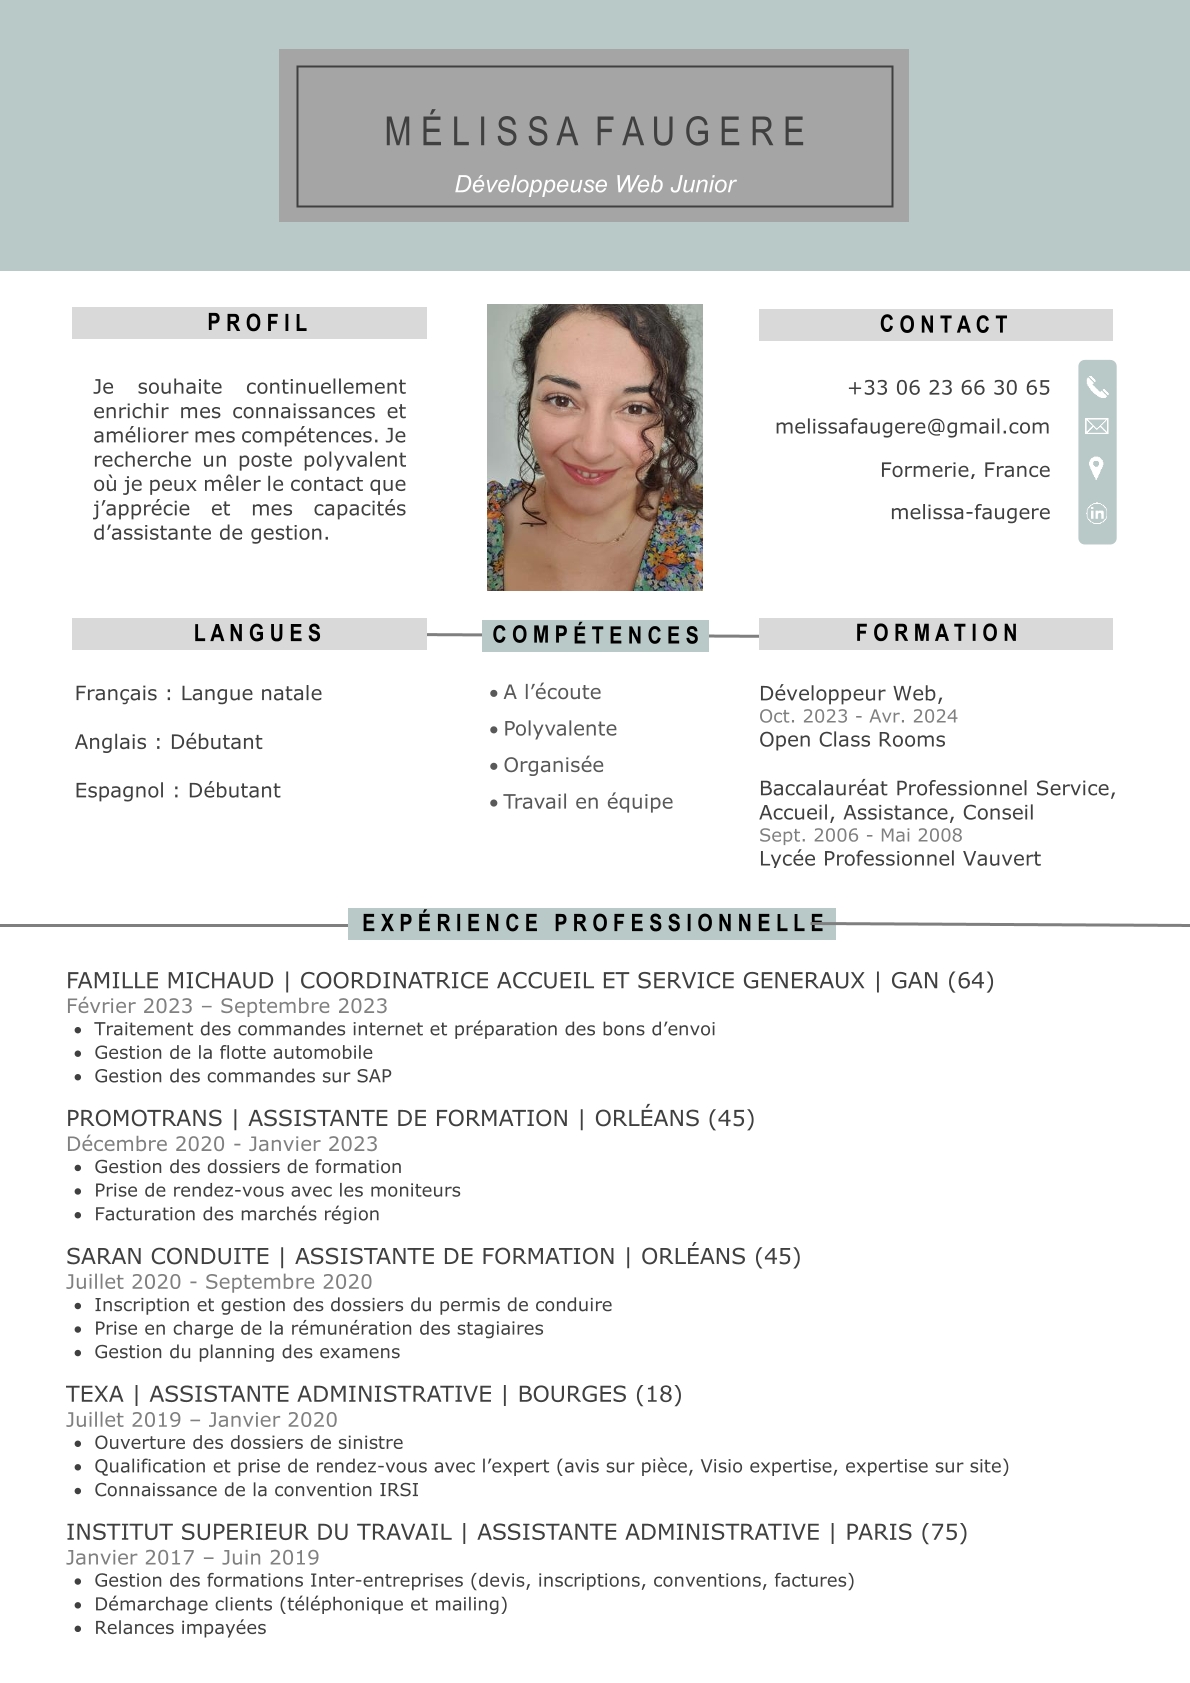 MÉLISSA FAUGERE
Développeuse Web Junior
PROFIL
Je souhaite continuellement
enrichir mes connaissances et
améliorer mes compétences. Je
recherche un poste polyvalent
où je peux mêler le contact que
j’apprécie et mes capacités
d’assistante de gestion.
CONTACT
+33 06 23 66 30 65
melissafaugere@gmail.com
Formerie, France
melissa-faugere
in
LANGUES
Français : Langue natale
Anglais : Débutant
Espagnol : Débutant
COMPÉTENCES
• A l’écoute
• Polyvalente
• Organisée
• Travail en équipe
FORMATION
Développeur Web,
Oct. 2023 - Avr. 2024
Open Class Rooms
Baccalauréat Professionnel Service,
Accueil, Assistance, Conseil
Sept. 2006 - Mai 2008
Lycée Professionnel Vauvert
EXPÉRIENCE PROFESSIONNELLE
FAMILLE MICHAUD | COORDINATRICE ACCUEIL ET SERVICE GENERAUX | GAN (64)
Février 2023 – Septembre 2023
• Traitement des commandes internet et préparation des bons d’envoi
• Gestion de la flotte automobile
• Gestion des commandes sur SAP
PROMOTRANS | ASSISTANTE DE FORMATION | ORLÉANS (45)
Décembre 2020 - Janvier 2023
• Gestion des dossiers de formation
• Prise de rendez-vous avec les moniteurs
• Facturation des marchés région
SARAN CONDUITE | ASSISTANTE DE FORMATION | ORLÉANS (45)
Juillet 2020 - Septembre 2020
• Inscription et gestion des dossiers du permis de conduire
• Prise en charge de la rémunération des stagiaires
• Gestion du planning des examens
TEXA | ASSISTANTE ADMINISTRATIVE | BOURGES (18)
Juillet 2019 – Janvier 2020
• Ouverture des dossiers de sinistre
• Qualification et prise de rendez-vous avec l’expert (avis sur pièce, Visio expertise, expertise sur site)
• Connaissance de la convention IRSI
INSTITUT SUPERIEUR DU TRAVAIL | ASSISTANTE ADMINISTRATIVE | PARIS (75)
Janvier 2017 – Juin 2019
• Gestion des formations Inter-entreprises (devis, inscriptions, conventions, factures)
• Démarchage clients (téléphonique et mailing)
• Relances impayées